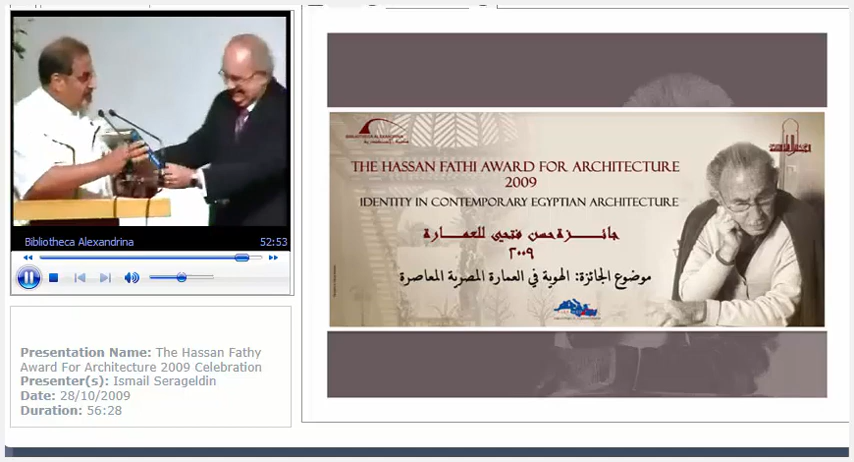 Bibliotheca Alexandrina 52:53
Presentation Name: The Hassan Fathy
Award For Architecture 2009 Celebration
Presenter(s): Ismail Serageldin
Date: 28/10/2009
Duration: 56:28
BIBLIOTHECA ALEXANDRINA
THE HASSAN FATHI AWARD FOR ARCHITECTURE
2009
IDENTITY IN CONTEMPORARY EGYPTIAN ARCHITECTURE
جائزة حسن فتحي للعمارة
٢٠٠٩
موضوع الجائزة: الهوية في العمارة المصرية المعاصرة